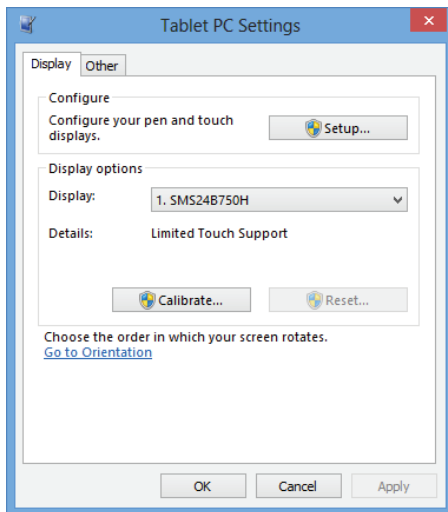 Tablet PC Settings
Display
Other
Configure
Configure your pen and touch
displays.
Setup...
Display options
Display:
1. SMS24B750H
Details:
Limited Touch Support
Calibrate...
Reset...
Choose the order in which your screen rotates.
Go to Orientation
OK
Cancel
Apply